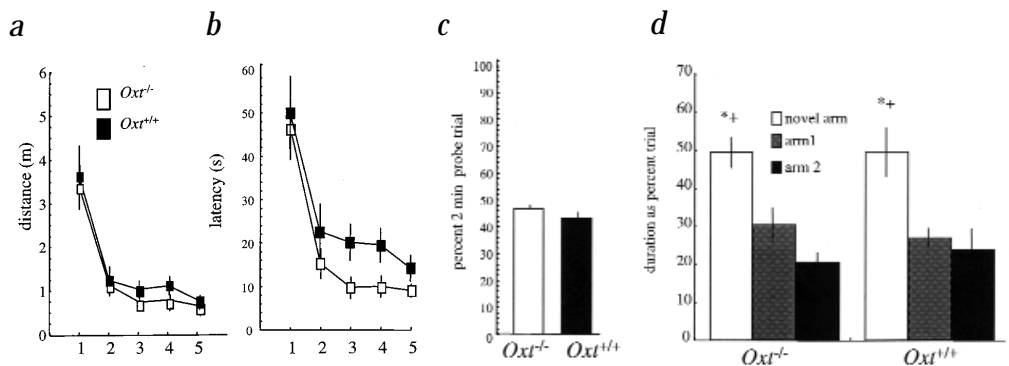 a
distance (m)
6
5
4
3
2
1
0
Oxt-/-
Oxt+/+
1 2 3 4 5
b
latency (s)
60
50
40
30
20
10
0
1 2 3 4 5
c
percent 2 min probe trial
100
90
80
70
60
50
40
30
20
10
0
Oxt-/- Oxt+/+
d
duration as percent trial
70
60
50
40
30
20
10
0
*+
*+
novel arm
arm1
arm 2
Oxt-/- Oxt+/+